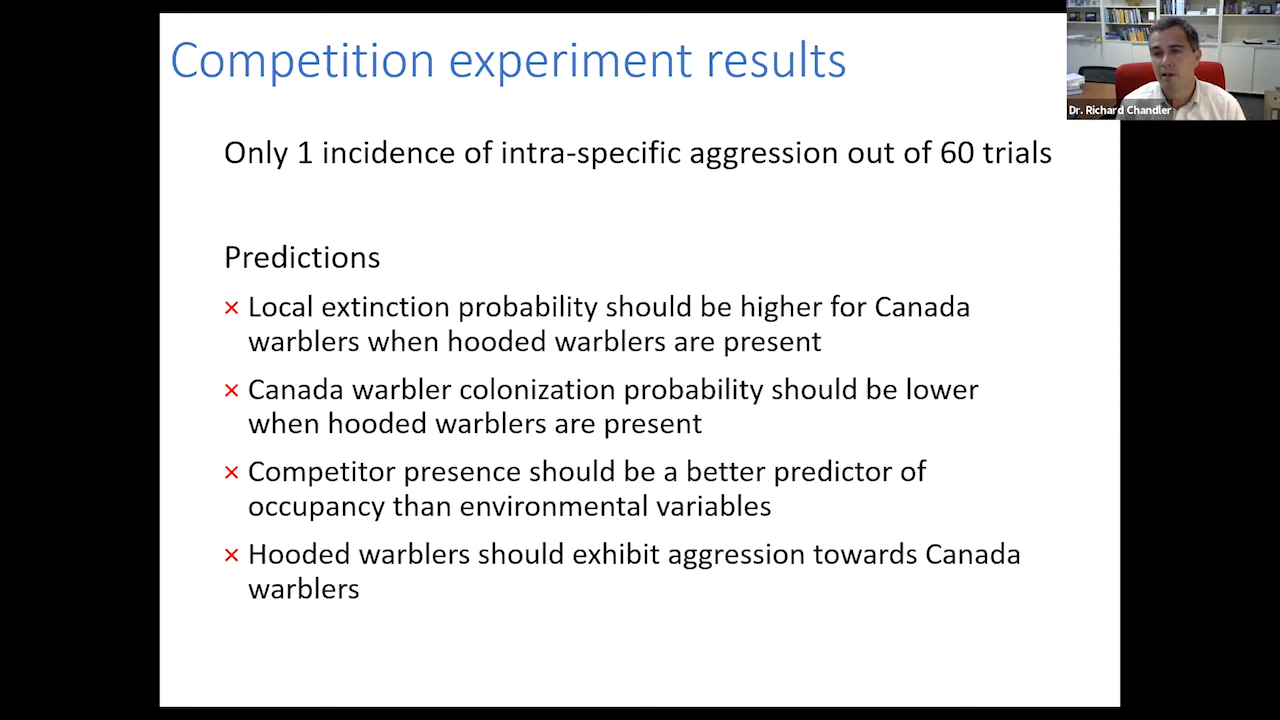 Competition experiment results
Dr. Richard Chandler
Only 1 incidence of intra-specific aggression out of 60 trials
Predictions
× Local extinction probability should be higher for Canada
warblers when hooded warblers are present
× Canada warbler colonization probability should be lower
when hooded warblers are present
× Competitor presence should be a better predictor of
occupancy than environmental variables
× Hooded warblers should exhibit aggression towards Canada
warblers